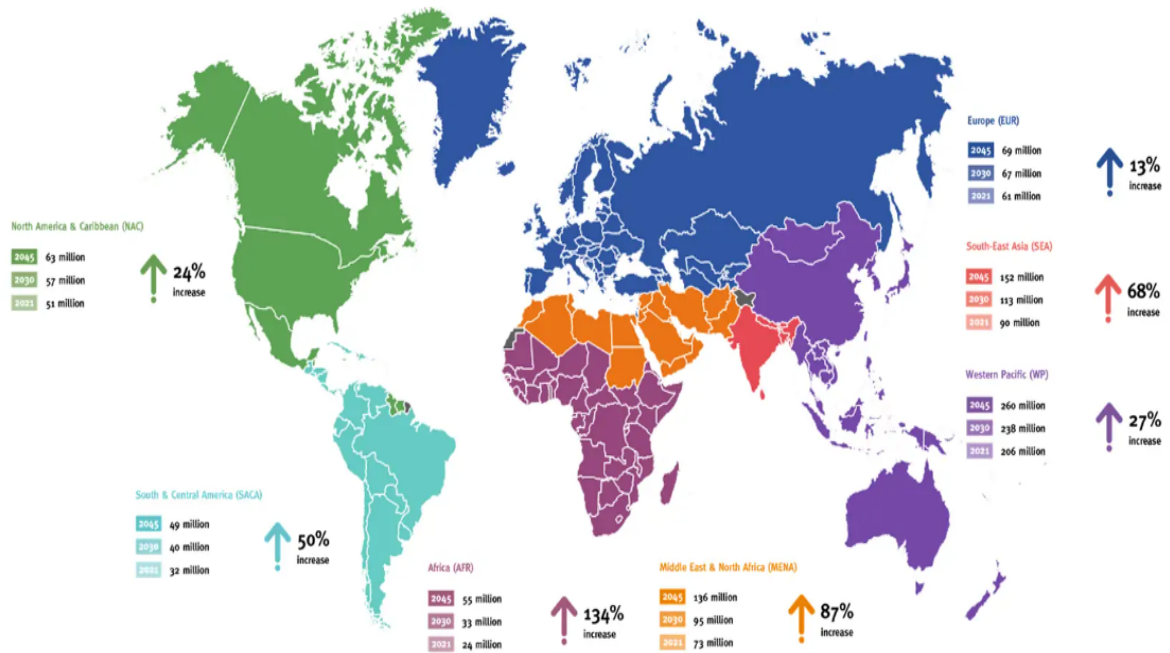 Europe (EUR)
2045 69 million
2030 67 million
2021 61 million
13%
increase
North America & Caribbean (NAC)
2045 63 million
2030 57 million
2021 51 million
24%
increase
South-East Asia (SEA)
2045 152 million
2030 113 million
2021 90 million
68%
increase
Western Pacific (WP)
2045 260 million
2030 238 million
2021 206 million
27%
increase
South & Central America (SACA)
2045 49 million
2030 40 million
2021 32 million
50%
increase
Africa (AFR)
2045 55 million
2030 33 million
2021 24 million
134%
increase
Middle East & North Africa (MENA)
2045 136 million
2030 95 million
2021 73 million
87%
increase